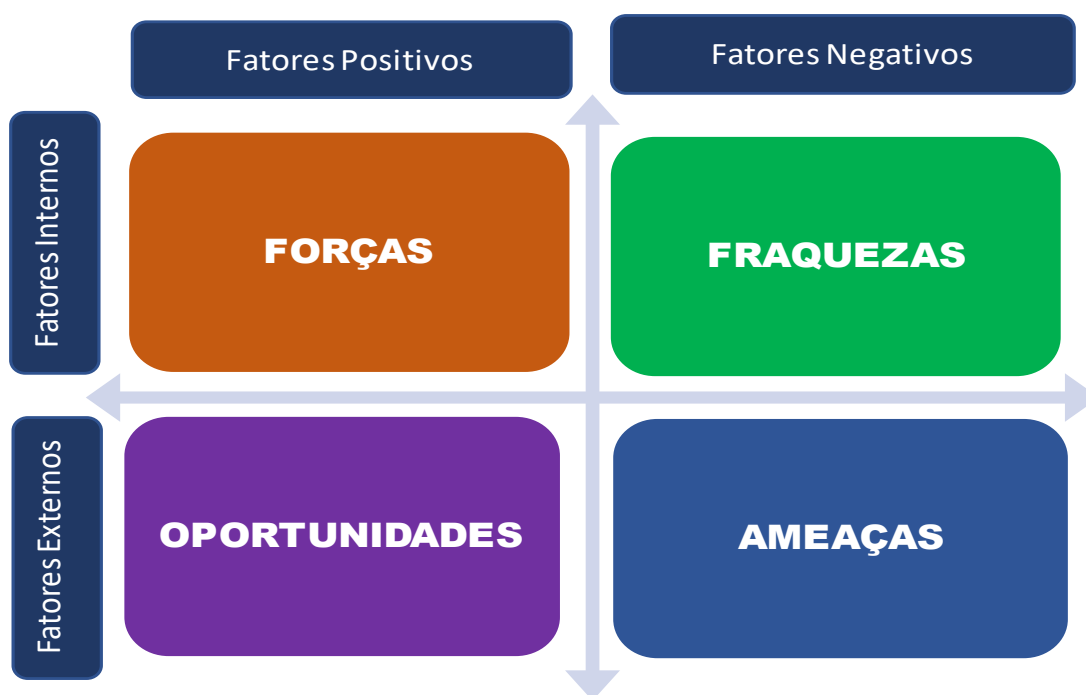 Fatores Positivos
Fatores Negativos
Fatores Internos
FORÇAS
FRAQUEZAS
Fatores Externos
OPORTUNIDADES
AMEAÇAS